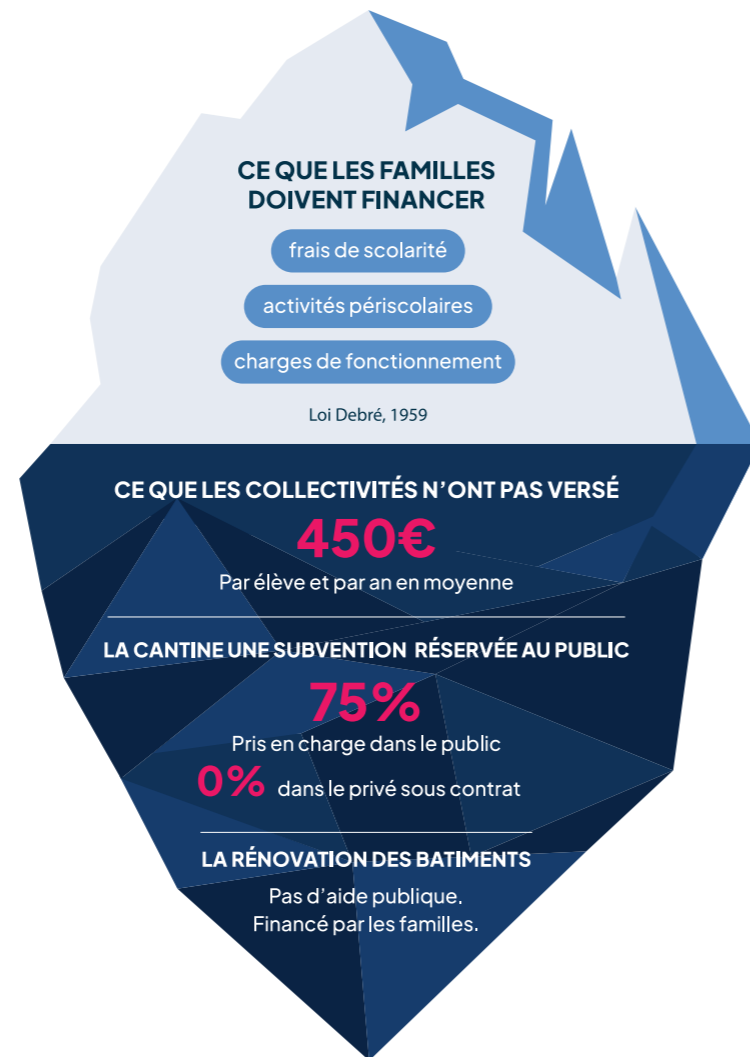 CE QUE LES FAMILLES
DOIVENT FINANCER
frais de scolarité
activités périscolaires
charges de fonctionnement
Loi Debré, 1959
CE QUE LES COLLECTIVITÉS N'ONT PAS VERSÉ
450€
Par élève et par an en moyenne
LA CANTINE UNE SUBVENTION RÉSERVÉE AU PUBLIC
75%
Pris en charge dans le public
0% dans le privé sous contrat
LA RÉNOVATION DES BATIMENTS
Pas d'aide publique.
Financé par les familles.